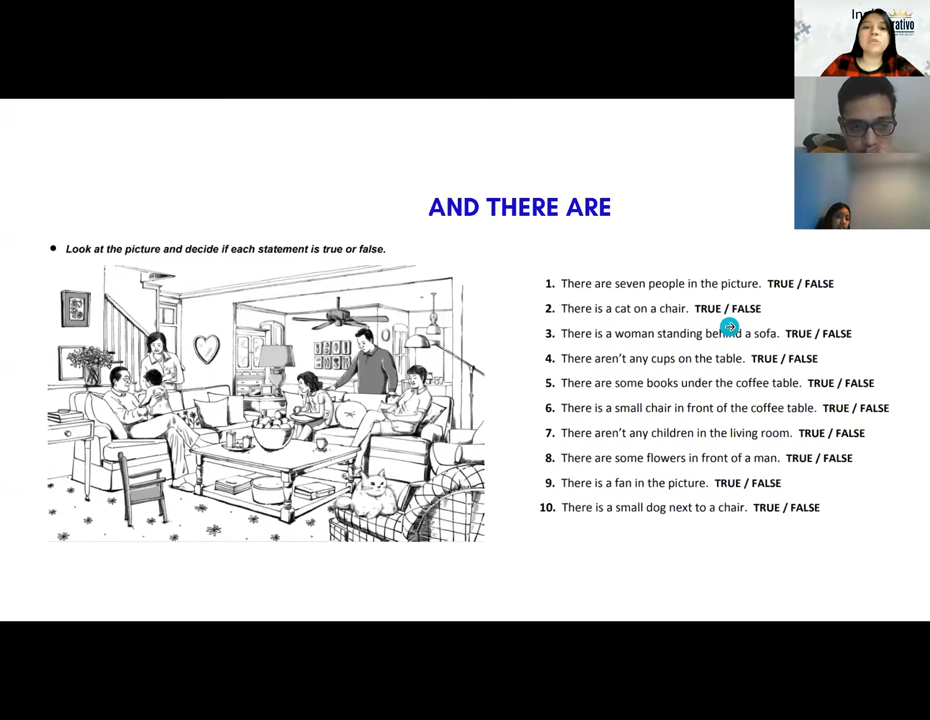 In
rativo
AND THERE ARE
• Look at the picture and decide if each statement is true or false.
1. There are seven people in the picture. TRUE / FALSE
2. There is a cat on a chair. TRUE / FALSE
3. There is a woman standing behind a sofa. TRUE / FALSE
4. There aren't any cups on the table. TRUE / FALSE
5. There are some books under the coffee table. TRUE / FALSE
6. There is a small chair in front of the coffee table. TRUE / FALSE
7. There aren't any children in the living room. TRUE / FALSE
8. There are some flowers in front of a man. TRUE / FALSE
9. There is a fan in the picture. TRUE / FALSE
10. There is a small dog next to a chair. TRUE / FALSE